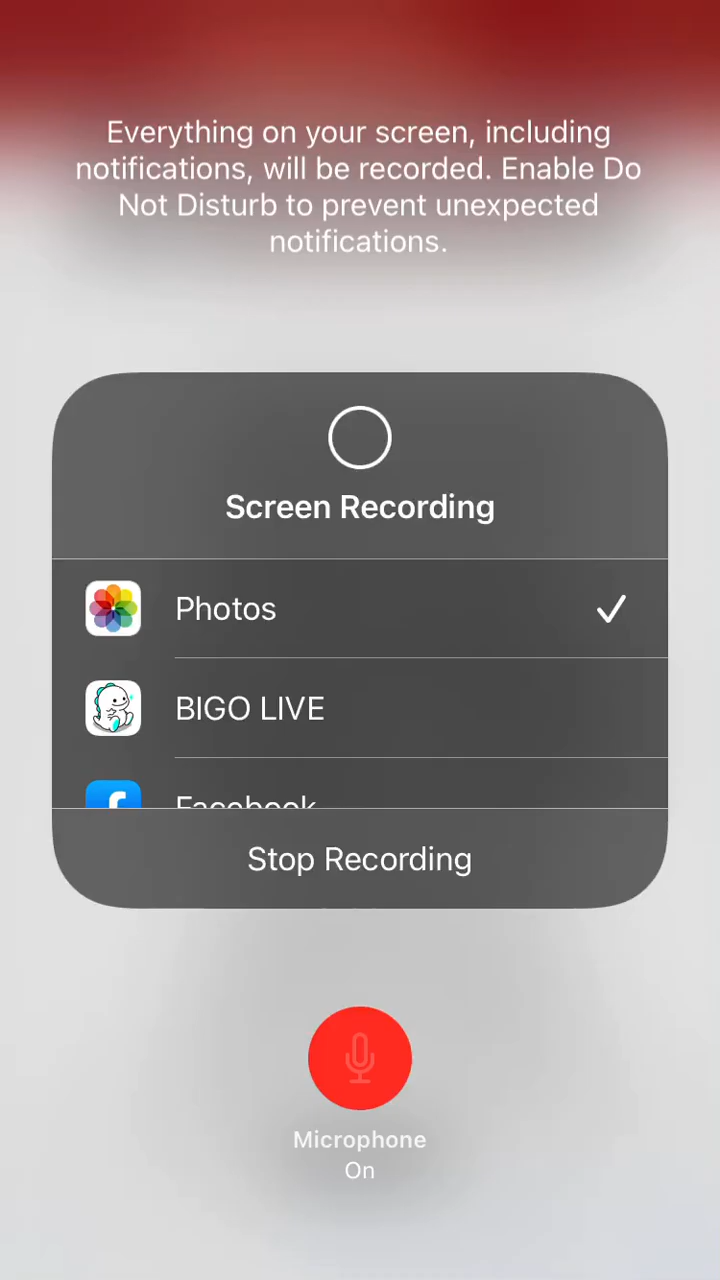 Everything on your screen, including
notifications, will be recorded. Enable Do
Not Disturb to prevent unexpected
notifications.
Screen Recording
Photos
BIGO LIVE
Facebook
Stop Recording
Microphone
On